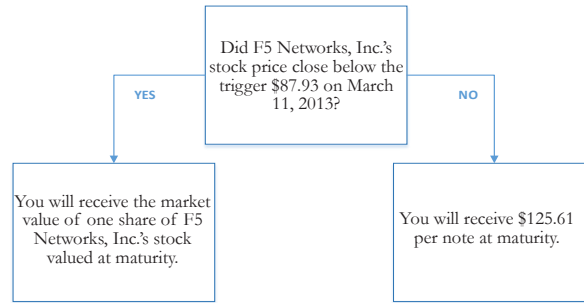 Did F5 Networks, Inc.'s
stock price close below the
trigger $87.93 on March
11, 2013?
YES
NO
You will receive the market
value of one share of F5
Networks, Inc.'s stock
valued at maturity.
You will receive $125.61
per note at maturity.